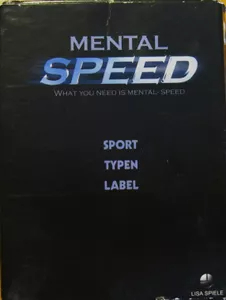 MENTAL
SPEED
WHAT YOU NEED IS MENTAL SPEED
SPORT
TYPEN
LABEL
LISA SPIELE